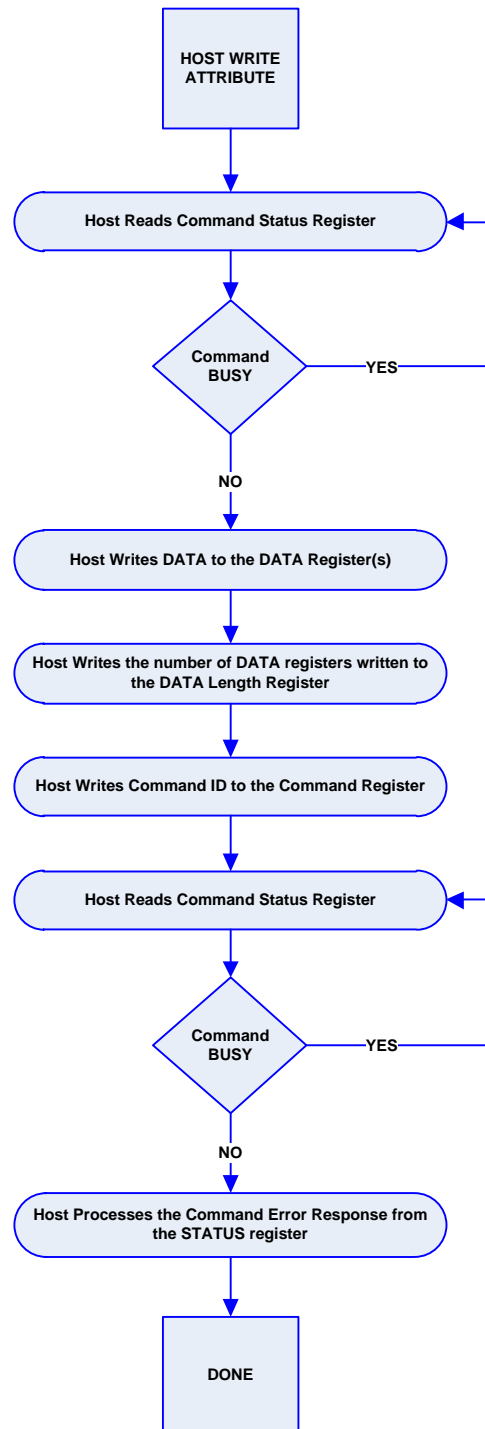 HOST WRITE
ATTRIBUTE
Host Reads Command Status Register
Command
BUSY
YES
NO
Host Writes DATA to the DATA Register(s)
Host Writes the number of DATA registers written to
the DATA Length Register
Host Writes Command ID to the Command Register
Host Reads Command Status Register
Command
BUSY
YES
NO
Host Processes the Command Error Response from
the STATUS register
DONE